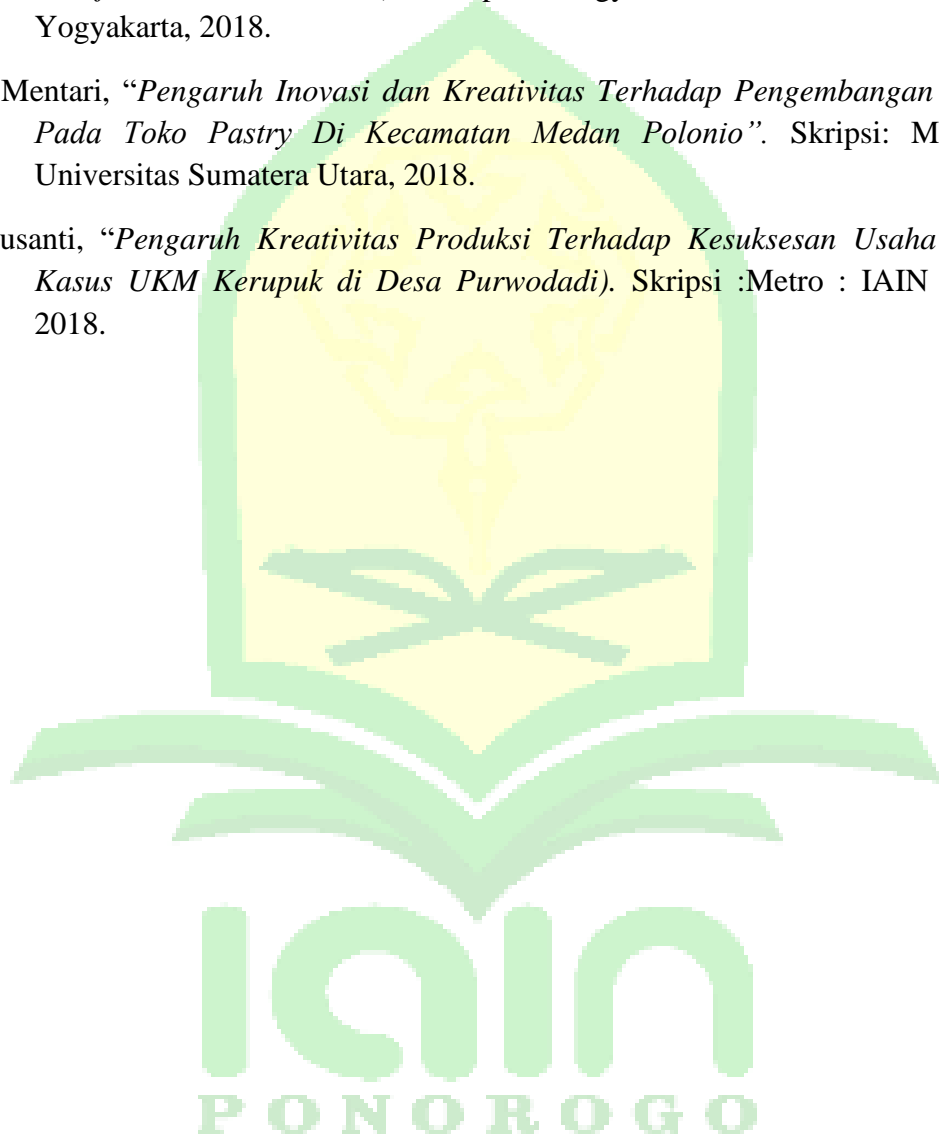 Yogyakarta, 2018.
Mentari, “Pengaruh Inovasi dan Kreativitas Terhadap Pengembangan
Pada Toko Pastry Di Kecamatan Medan Polonio”. Skripsi: M
Universitas Sumatera Utara, 2018.
usanti, “Pengaruh Kreativitas Produksi Terhadap Kesuksesan Usaha
Kasus UKM Kerupuk di Desa Purwodadi). Skripsi :Metro : IAIN
2018.
iain
PONOROGO